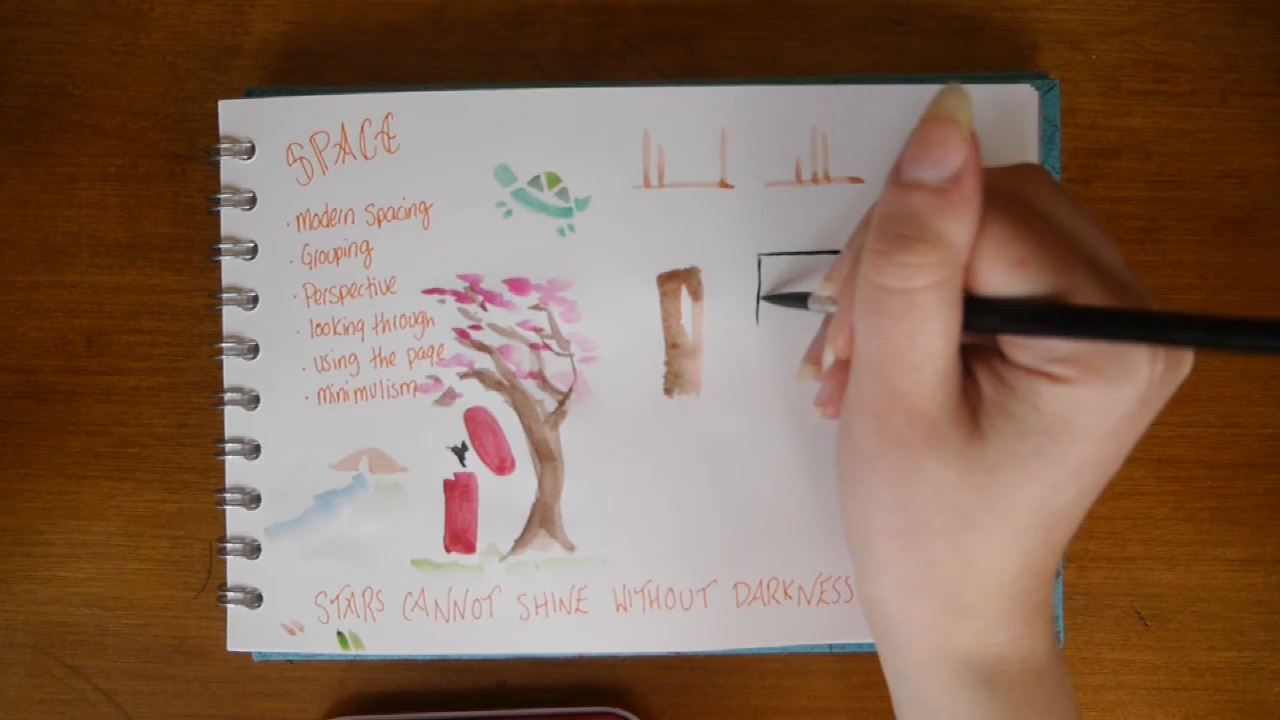 SPACE
· Modern Spacing
· Grouping
· Perspective
· looking through
· using the page
· minimulism
STARS CANNOT SHINE WITHOUT DARKNESS